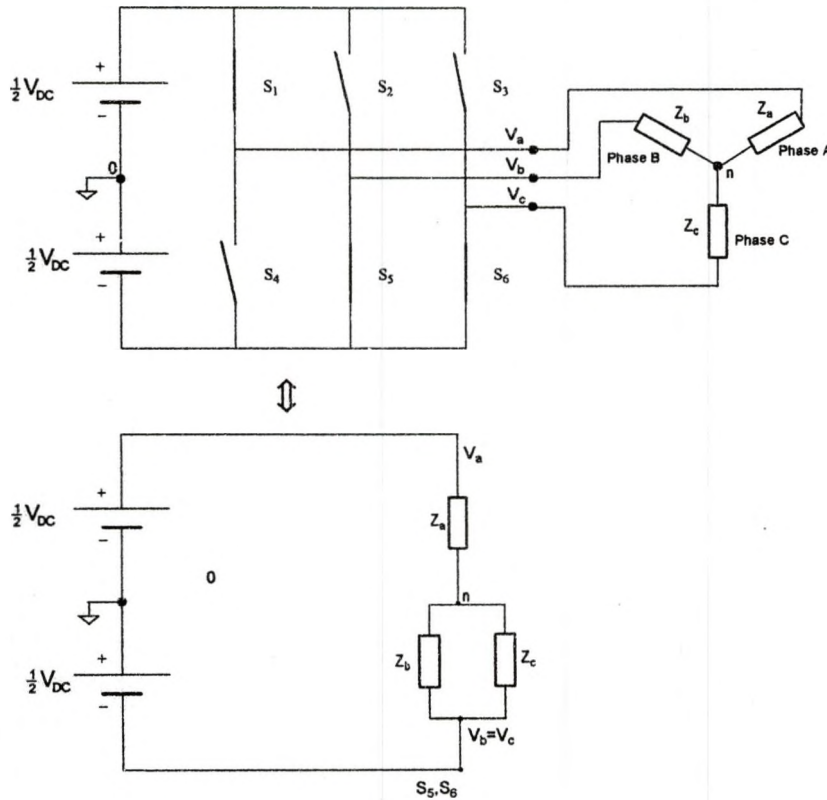 +
½V_DC
−
S₁
S₂
S₃
0
V_a
V_b
V_c
Z_b
Z_a
Phase B
Phase A
n
Z_c
Phase C
+
½V_DC
−
S₄
S₅
S₆
V_a
+
½V_DC
−
Z_a
0
n
+
½V_DC
−
Z_b
Z_c
V_b=V_c
S₅,S₆